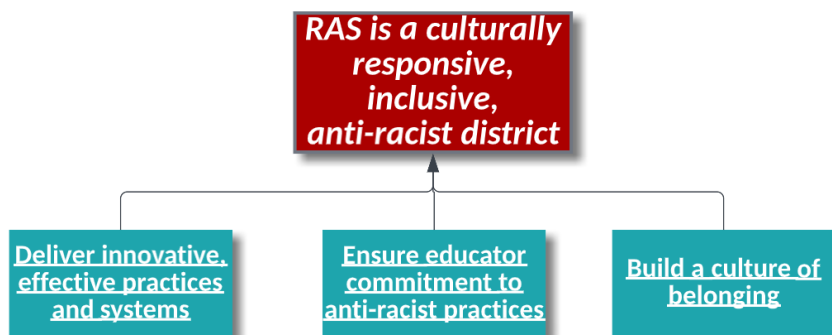 RAS is a culturally
responsive,
inclusive,
anti-racist district
Deliver innovative,
effective practices
and systems
Ensure educator
commitment to
anti-racist practices
Build a culture of
belonging